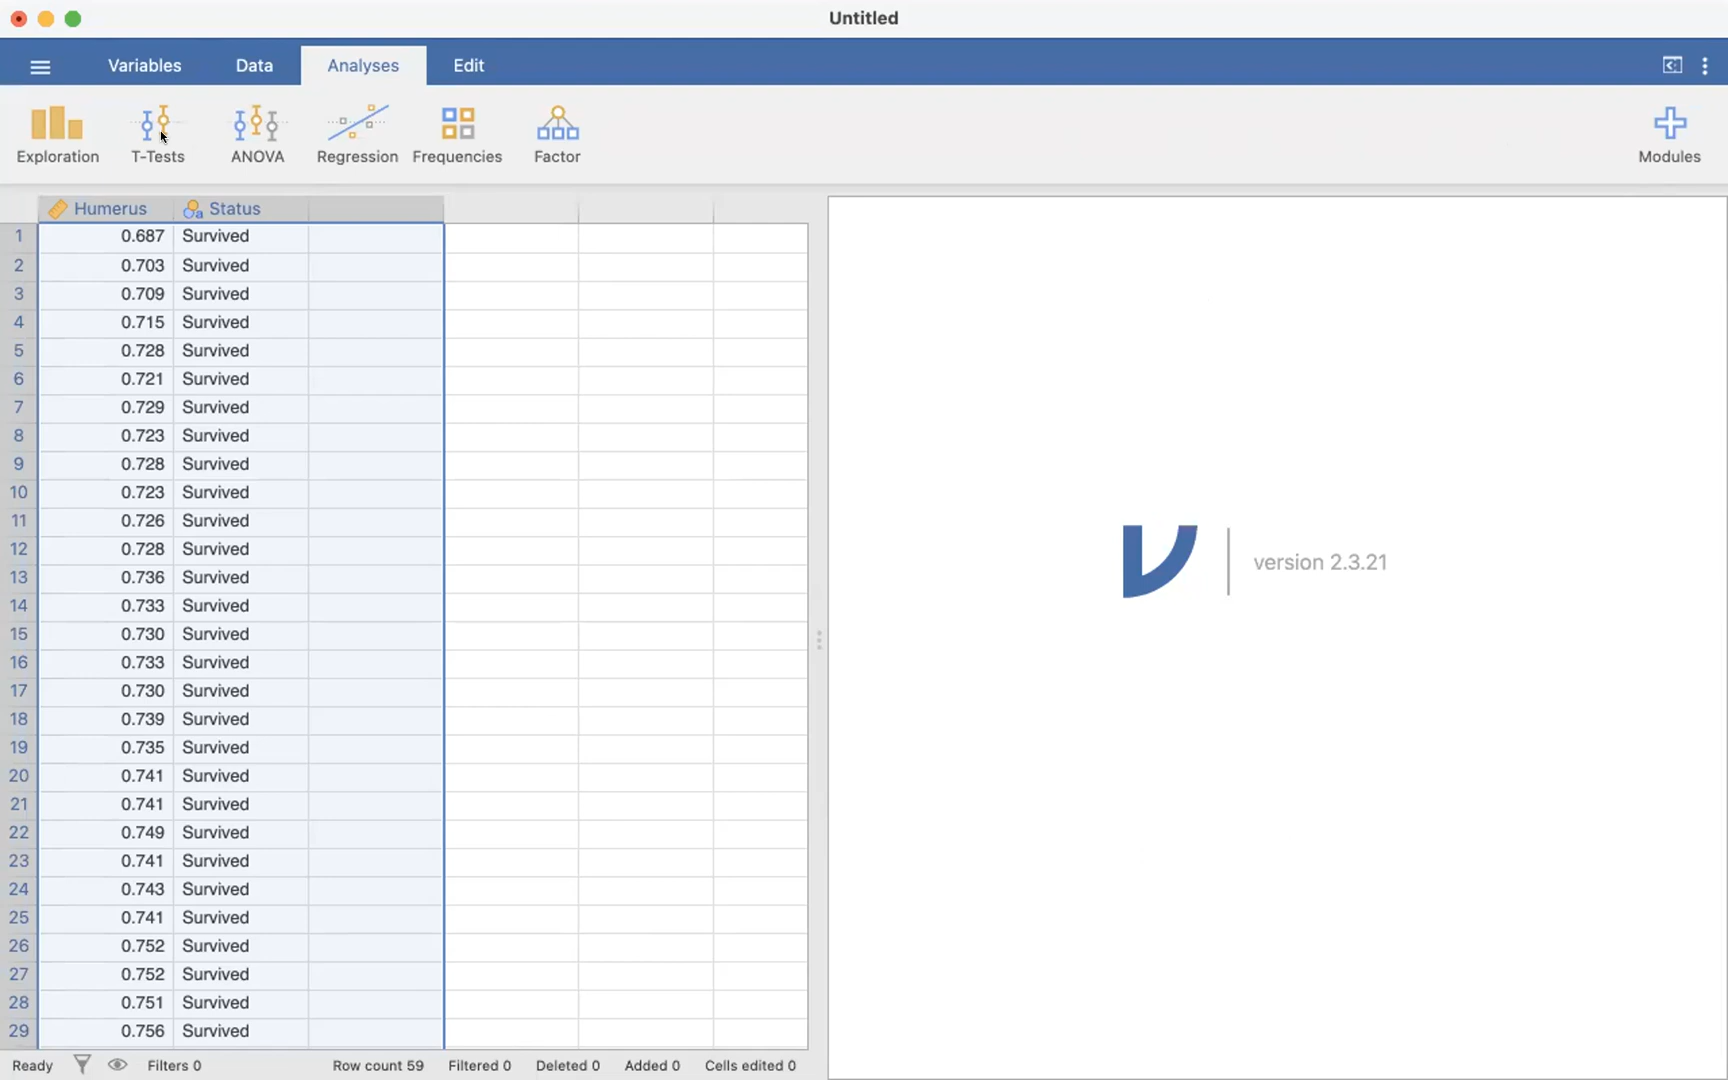 Untitled
Variables Data Analyses Edit
Exploration T-Tests ANOVA Regression Frequencies Factor Modules
Humerus Status
1 0.687 Survived
2 0.703 Survived
3 0.709 Survived
4 0.715 Survived
5 0.728 Survived
6 0.721 Survived
7 0.729 Survived
8 0.723 Survived
9 0.728 Survived
10 0.723 Survived
11 0.726 Survived
12 0.728 Survived
13 0.736 Survived
14 0.733 Survived
15 0.730 Survived
16 0.733 Survived
17 0.730 Survived
18 0.739 Survived
19 0.735 Survived
20 0.741 Survived
21 0.741 Survived
22 0.749 Survived
23 0.741 Survived
24 0.743 Survived
25 0.741 Survived
26 0.752 Survived
27 0.752 Survived
28 0.751 Survived
29 0.756 Survived
version 2.3.21
Ready Filters 0 Row count 59 Filtered 0 Deleted 0 Added 0 Cells edited 0